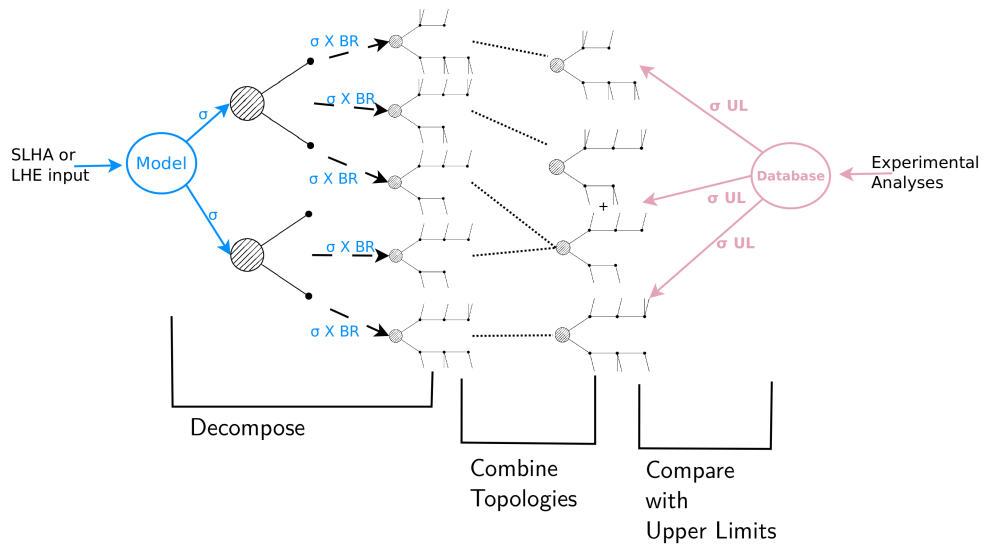 SLHA or
LHE input
Model
σ
σ
σ X BR
σ X BR
σ X BR
σ X BR
σ X BR
+
σ UL
σ UL
σ UL
Database
Experimental
Analyses
Decompose
Combine
Topologies
Compare
with
Upper Limits